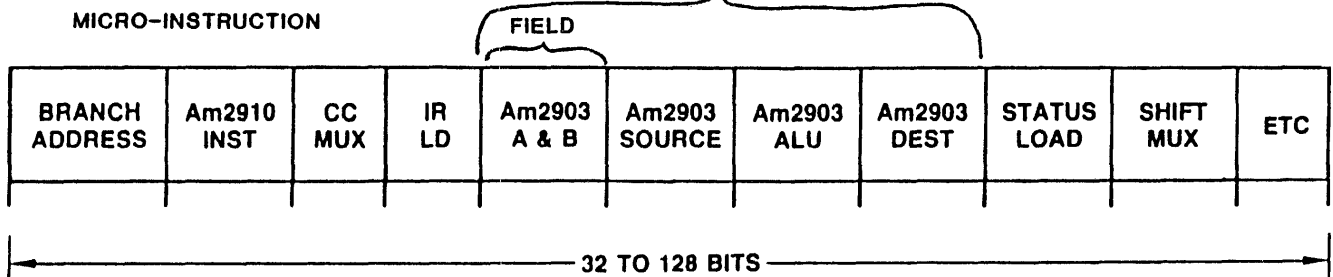 MICRO-INSTRUCTION
FIELD
BRANCH ADDRESS
Am2910 INST
CC MUX
IR LD
Am2903 A & B
Am2903 SOURCE
Am2903 ALU
Am2903 DEST
STATUS LOAD
SHIFT MUX
ETC
32 TO 128 BITS